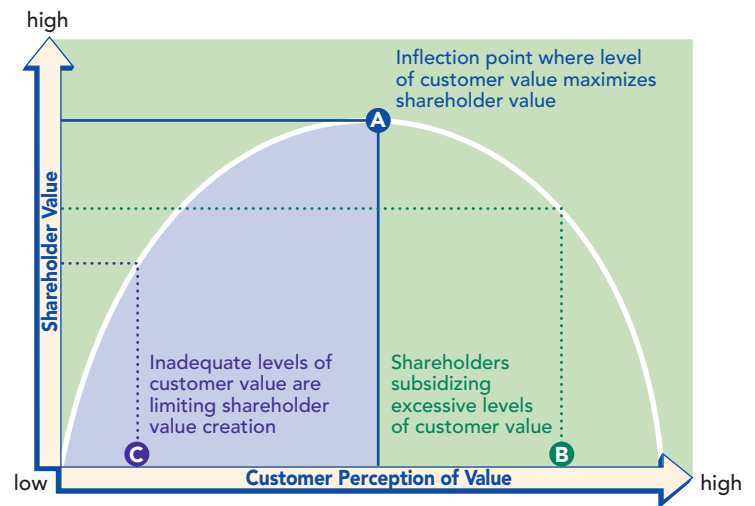 high
Inflection point where level
of customer value maximizes
shareholder value
A
Shareholder Value
Inadequate levels of
customer value are
limiting shareholder
value creation
Shareholders
subsidizing
excessive levels
of customer value
C
B
low
Customer Perception of Value
high